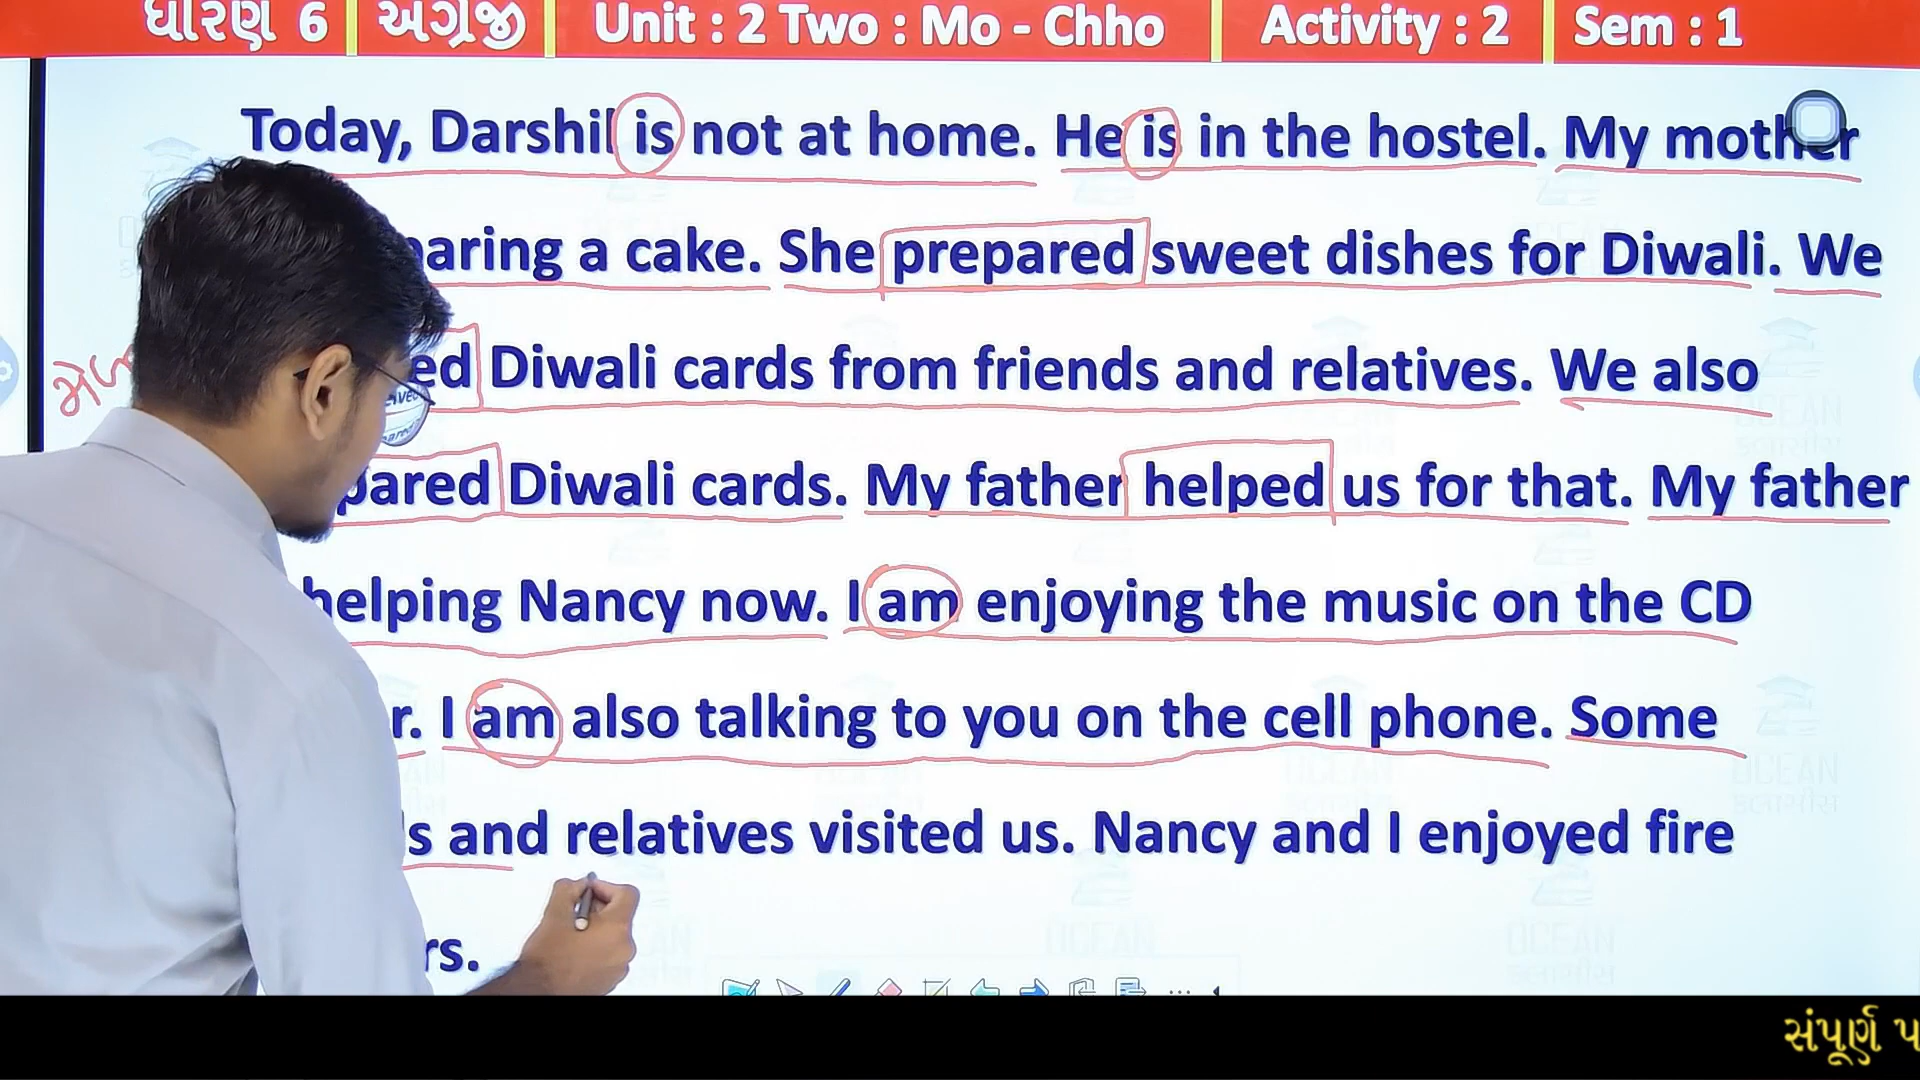 ધોરણ 6 અંગ્રેજી Unit : 2 Two : Mo - Chho Activity : 2 Sem : 1
Today, Darshil is not at home. He is in the hostel. My mother
a cake. She prepared sweet dishes for Diwali. We
Diwali cards from friends and relatives. We also
Diwali cards. My father helped us for that. My father
helping Nancy now. I am enjoying the music on the CD
I am also talking to you on the cell phone. Some
and relatives visited us. Nancy and I enjoyed fire
સંપૂર્ણ